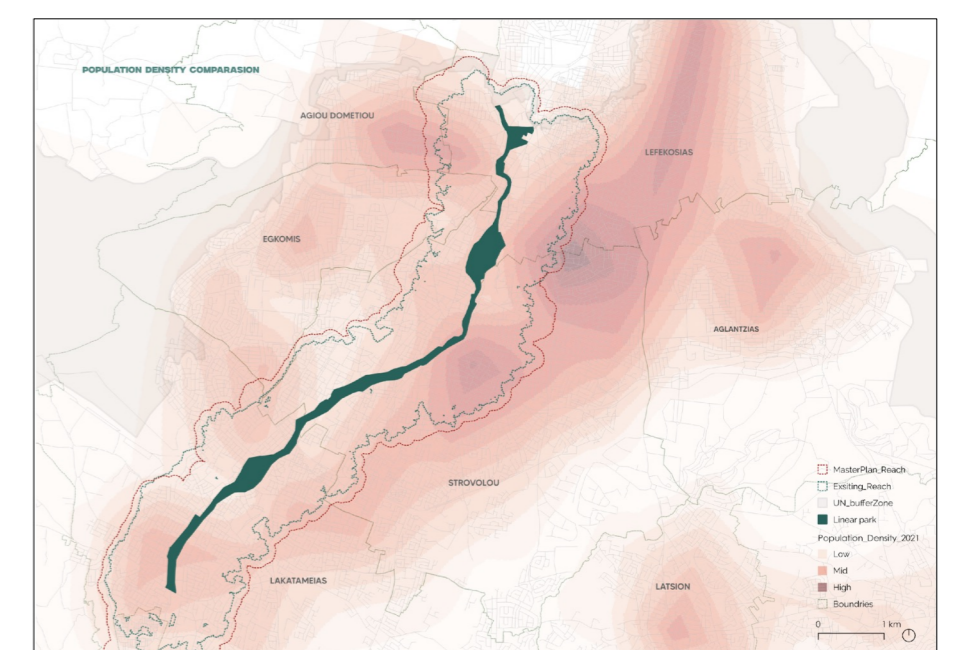 POPULATION DENSITY COMPARASION
AGIOU DOMETIOU
LEFEKOSIAS
EGKOMIS
AGLANTZIAS
STROVOLOU
LAKATAMEIAS
LATSION
MasterPlan_Reach
Exsiting_Reach
UN_bufferZone
Linear park
Population_Density_2021
Low
Mid
High
Boundries
0 1 km